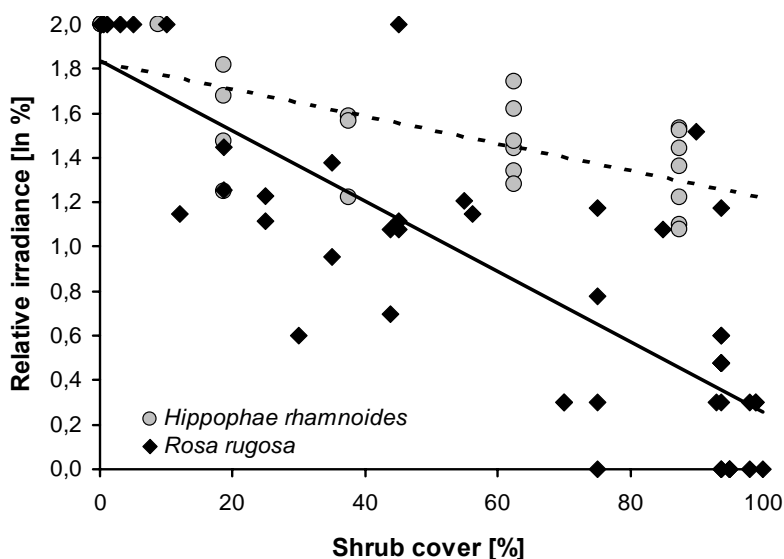 2,0
1,8
1,6
1,4
1,2
1,0
0,8
0,6
0,4
0,2
0,0
Relative irradiance [ln %]
Hippophae rhamnoides
Rosa rugosa
0 20 40 60 80 100
Shrub cover [%]